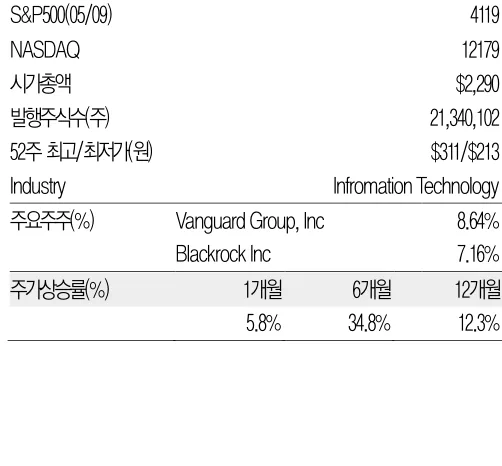 S&P500(05/09) 4119
NASDAQ 12179
시가총액 $2,290
발행주식수(주) 21,340,102
52주 최고/최저가(원) $311/$213
Industry Infromation Technology
주요주주(%) Vanguard Group, Inc 8.64%
Blackrock Inc 7.16%
주가상승률(%) 1개월 6개월 12개월
5.8% 34.8% 12.3%